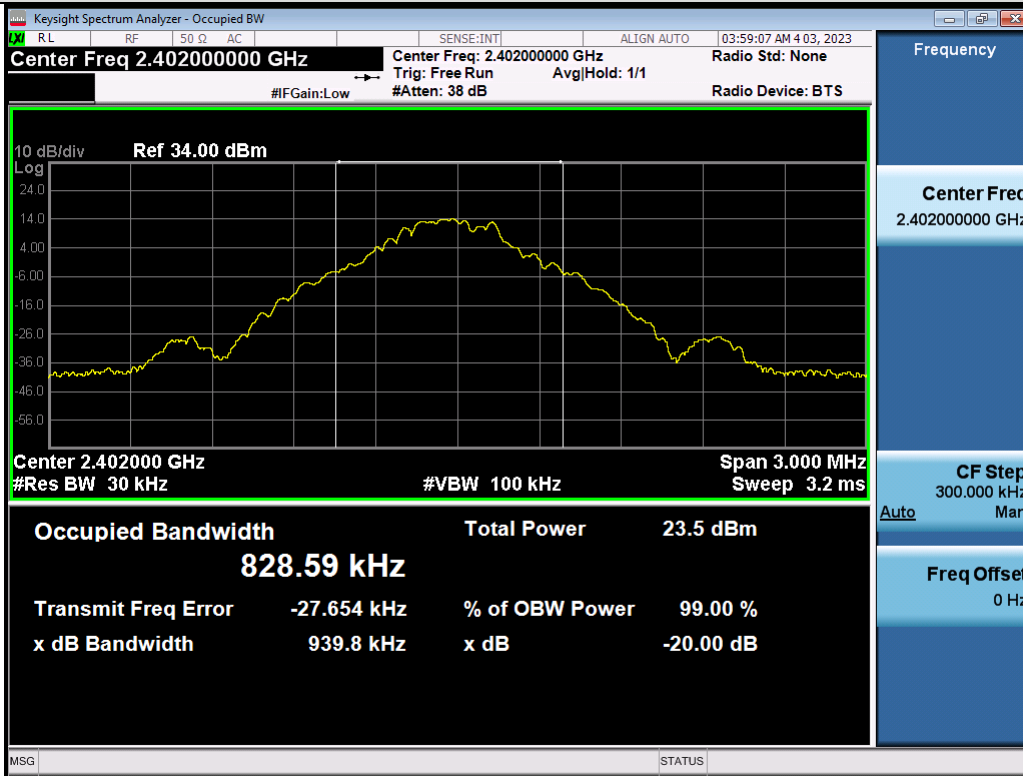 Keysight Spectrum Analyzer - Occupied BW
LXI RL RF 50 Ω AC SENSE:INT ALIGN AUTO 03:59:07 AM 4 03, 2023
Center Freq 2.402000000 GHz
#IFGain:Low
Center Freq: 2.402000000 GHz
Trig: Free Run Avg|Hold: 1/1
#Atten: 38 dB
Radio Std: None
Radio Device: BTS
10 dB/div Ref 34.00 dBm
Log
24.0
14.0
4.00
-6.00
-16.0
-26.0
-36.0
-46.0
-56.0
Center 2.402000 GHz Span 3.000 MHz
#Res BW 30 kHz #VBW 100 kHz Sweep 3.2 ms
Occupied Bandwidth Total Power 23.5 dBm
828.59 kHz
Transmit Freq Error -27.654 kHz % of OBW Power 99.00 %
x dB Bandwidth 939.8 kHz x dB -20.00 dB
MSG STATUS
Frequency
Center Freq
2.402000000 GHz
CF Step
300.000 kHz
Auto Man
Freq Offset
0 Hz